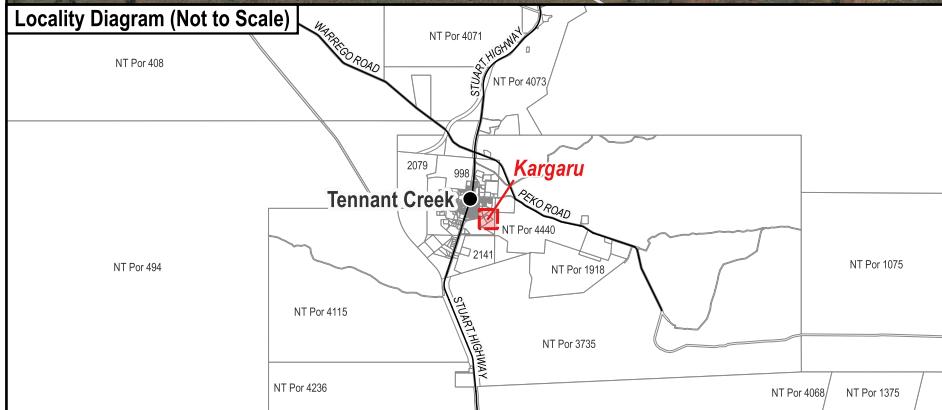 Locality Diagram (Not to Scale)
NT Por 4071
WARREGO ROAD
STUART HIGHWAY
NT Por 408
NT Por 4073
2079
998
Kargaru
Tennant Creek
PEKO ROAD
NT Por 4440
2141
NT Por 494
NT Por 1918
NT Por 1075
NT Por 4115
STUART HIGHWAY
NT Por 3735
NT Por 4236
NT Por 4068
NT Por 1375